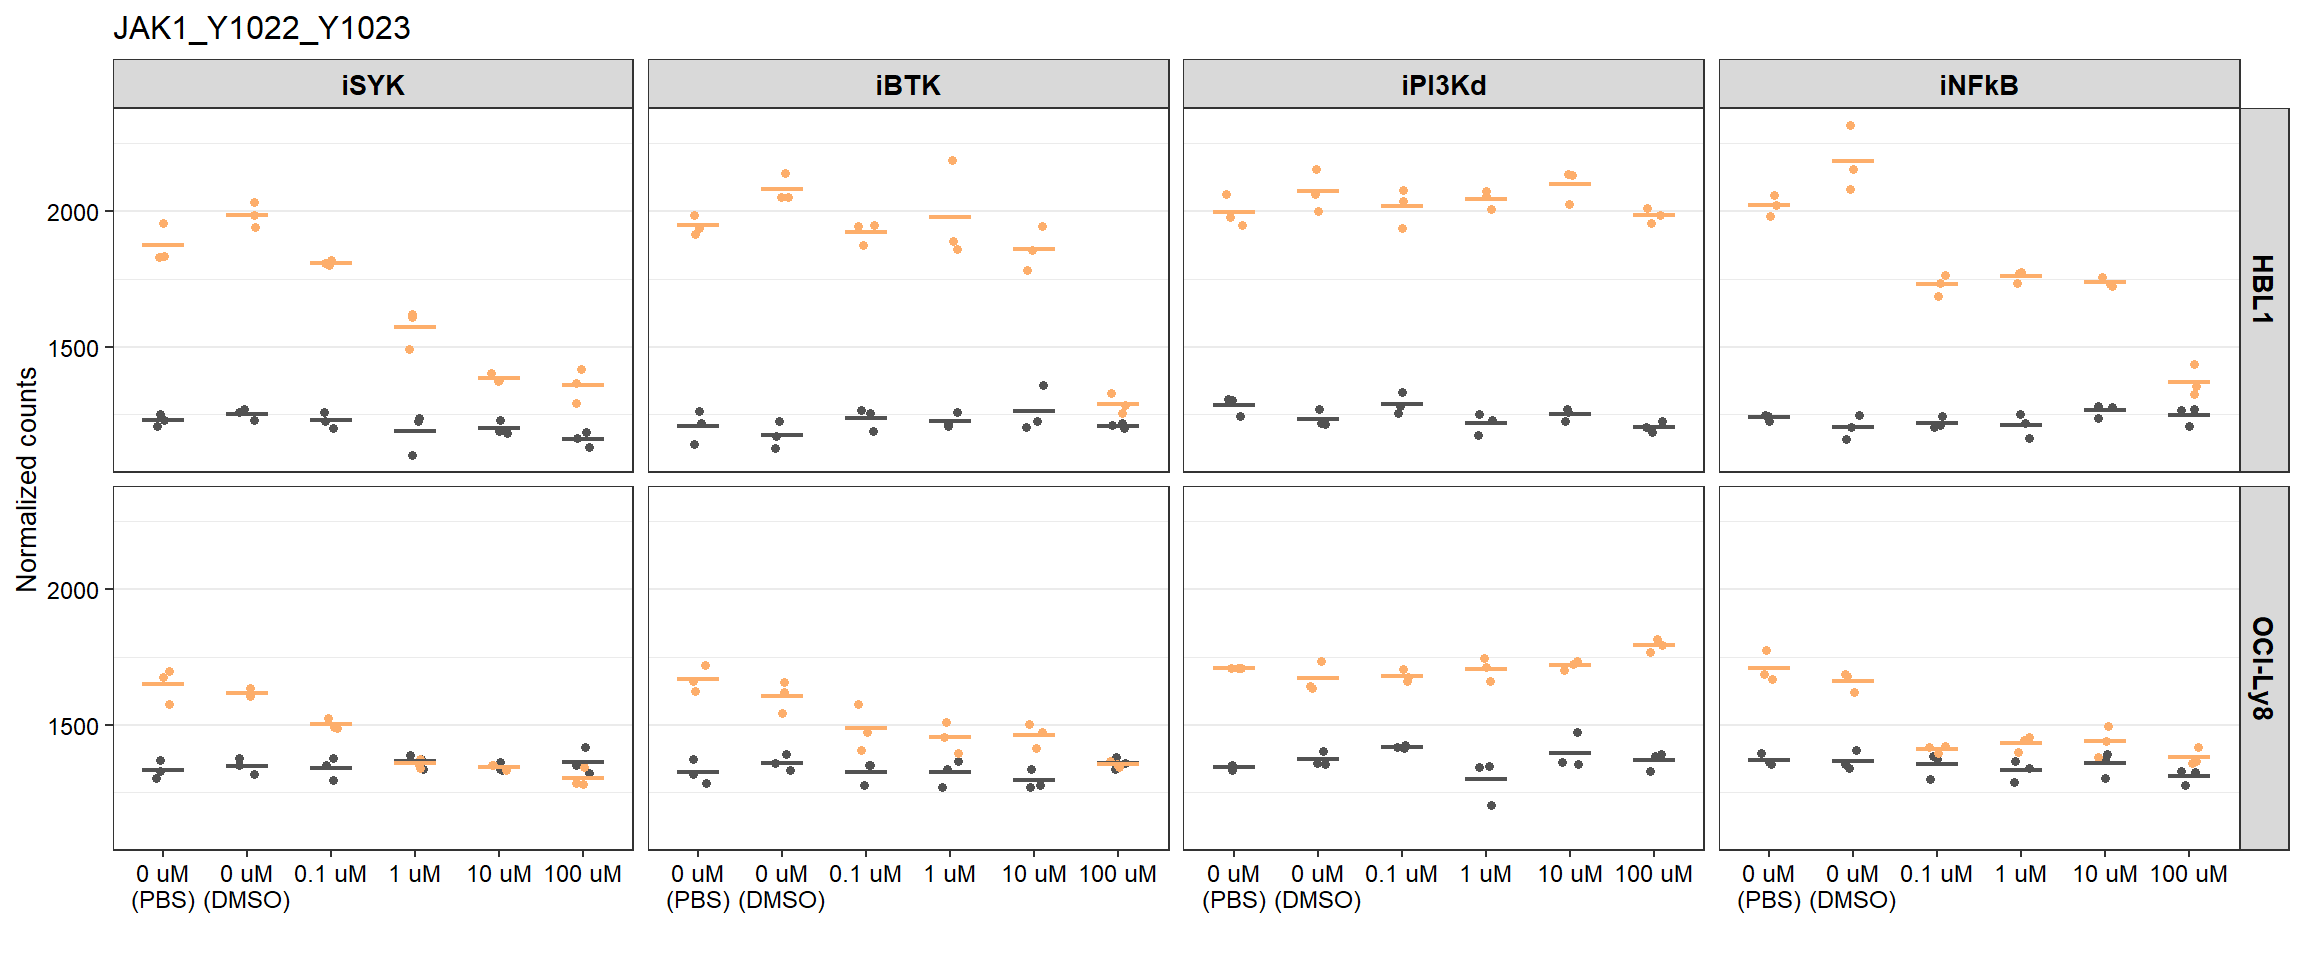 JAK1_Y1022_Y1023
iSYK
iBTK
iPI3Kd
iNFkB
Normalized counts
2000
1500
HBL1
2000
1500
OCI-Ly8
0 uM 0 uM 0.1 uM 1 uM 10 uM 100 uM
(PBS) (DMSO)
0 uM 0 uM 0.1 uM 1 uM 10 uM 100 uM
(PBS) (DMSO)
0 uM 0 uM 0.1 uM 1 uM 10 uM 100 uM
(PBS) (DMSO)
0 uM 0 uM 0.1 uM 1 uM 10 uM 100 uM
(PBS) (DMSO)